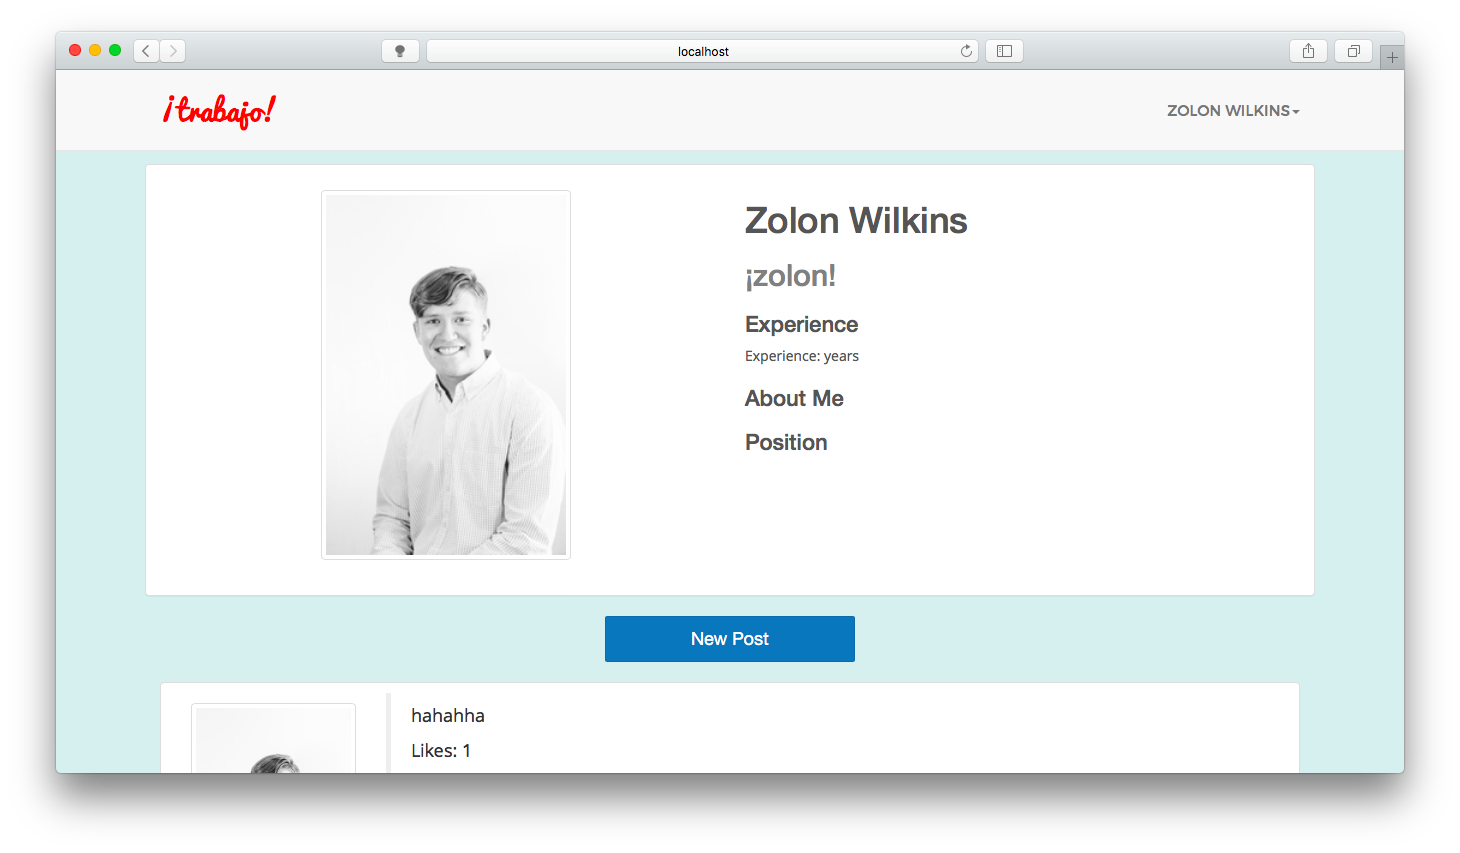 localhost
¡trabajo!
ZOLON WILKINS
Zolon Wilkins
¡zolon!
Experience
Experience: years
About Me
Position
New Post
hahahha
Likes: 1